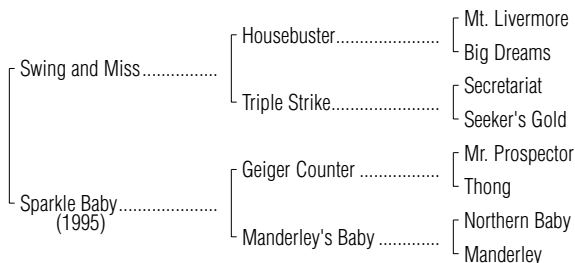 Mt. Livermore
Housebuster......................
Big Dreams
Swing and Miss................
Secretariat
Triple Strike.......................
Seeker's Gold
Mr. Prospector
Geiger Counter .................
Thong
Sparkle Baby.....................
(1995)
Northern Baby
Manderley's Baby .............
Manderley